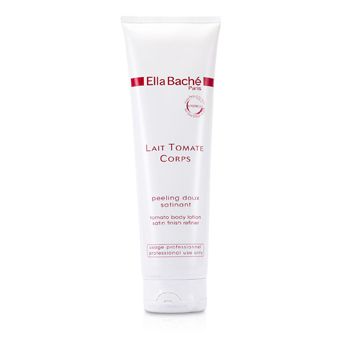 Ella Baché
Paris
LAIT TOMATE
CORPS
peeling doux
satinant
tomato body lotion
satin finish refiner
usage professionnel
professional use only